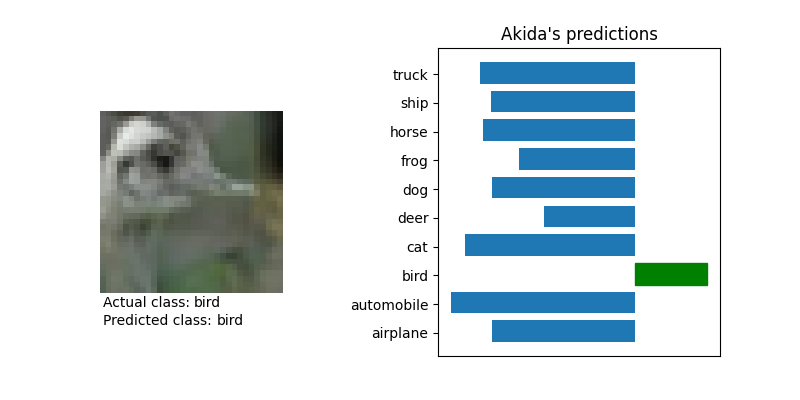 Akida's predictions
truck
ship
horse
frog
dog
deer
cat
bird
automobile
airplane
Actual class: bird
Predicted class: bird